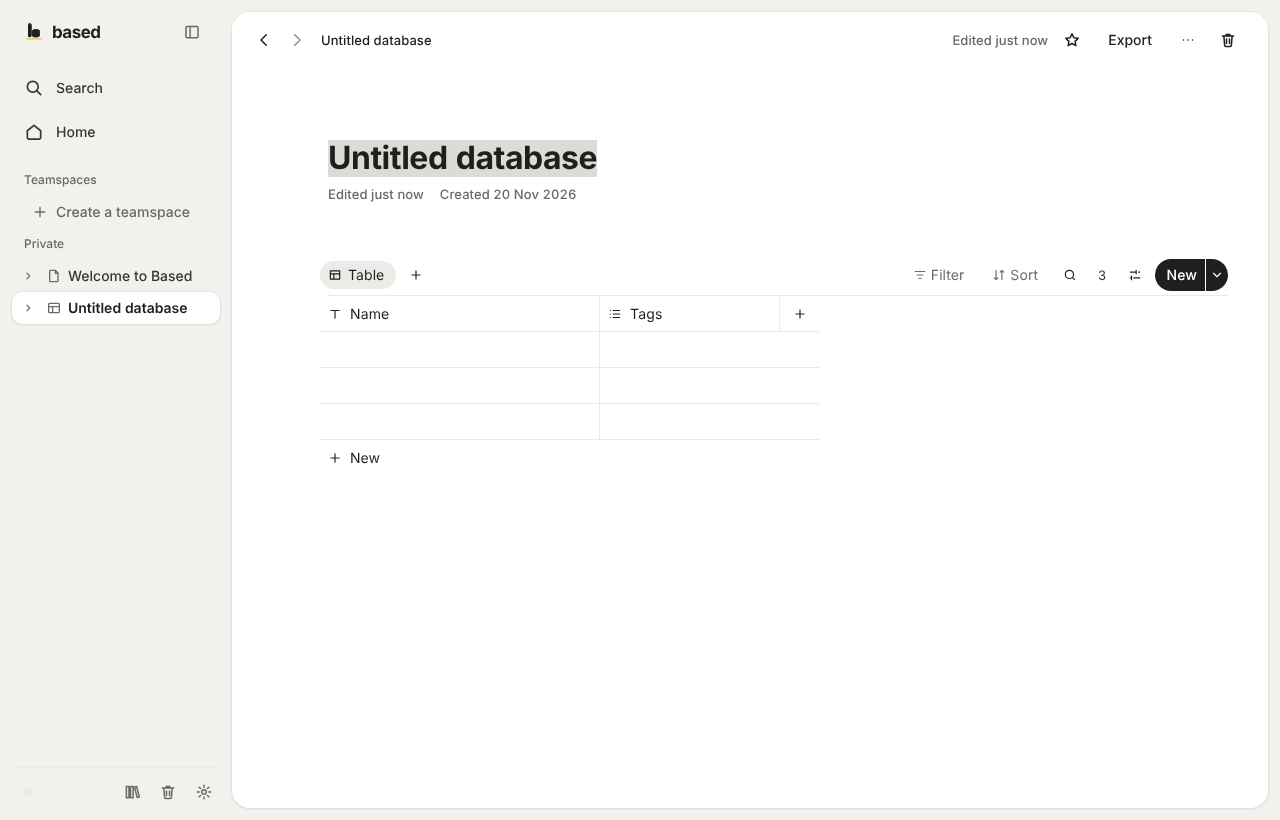 based
Untitled database
Edited just now
Export
Search
Home
Teamspaces
Create a teamspace
Private
Welcome to Based
Untitled database
Untitled database
Edited just now Created 20 Nov 2026
Table
Filter
Sort
3
New
Name
Tags
New